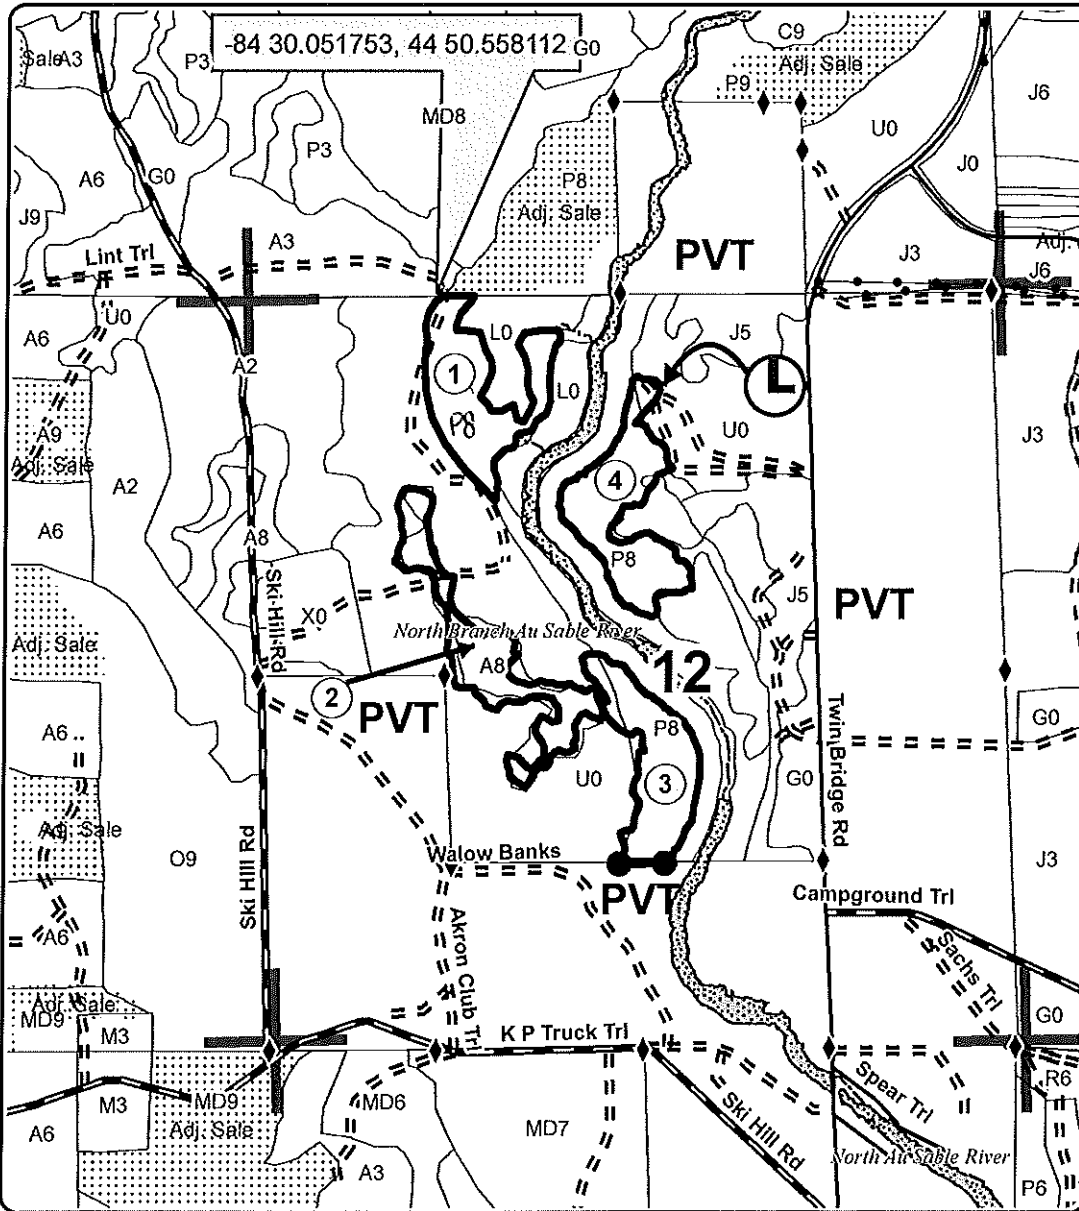 -84 30.051753, 44 50.558112
G0
C9
Adj. Sale
Sale
A3
P3
P9
J6
MD8
U0
P3
J0
A6
G0
P8
Adj. Sale
J9
A3
PVT
J3
Adj.
Lint Trl
J6
U0
A6
L0
J5
A2
1
L
L0
A9
P8
U0
J3
Adj. Sale
A2
4
A6
A8
P8
Ski Hill Rd
J5
PVT
X0
North Branch Au Sable River
Adj. Sale
12
A8
2
PVT
P8
Twin Bridge Rd
G0
A6
U0
3
G0
Adj. Sale
O9
Walow Banks
J3
PVT
Campground Trl
Ski Hill Rd
Akron Club Trl
Sachs Trl
A6
Adj. Sale
MD9
M3
K P Truck Trl
G0
Spear Trl
R6
M3
MD9
MD6
Ski Hill Rd
A6
Adj. Sale
MD7
A3
North Au Sable River
P6